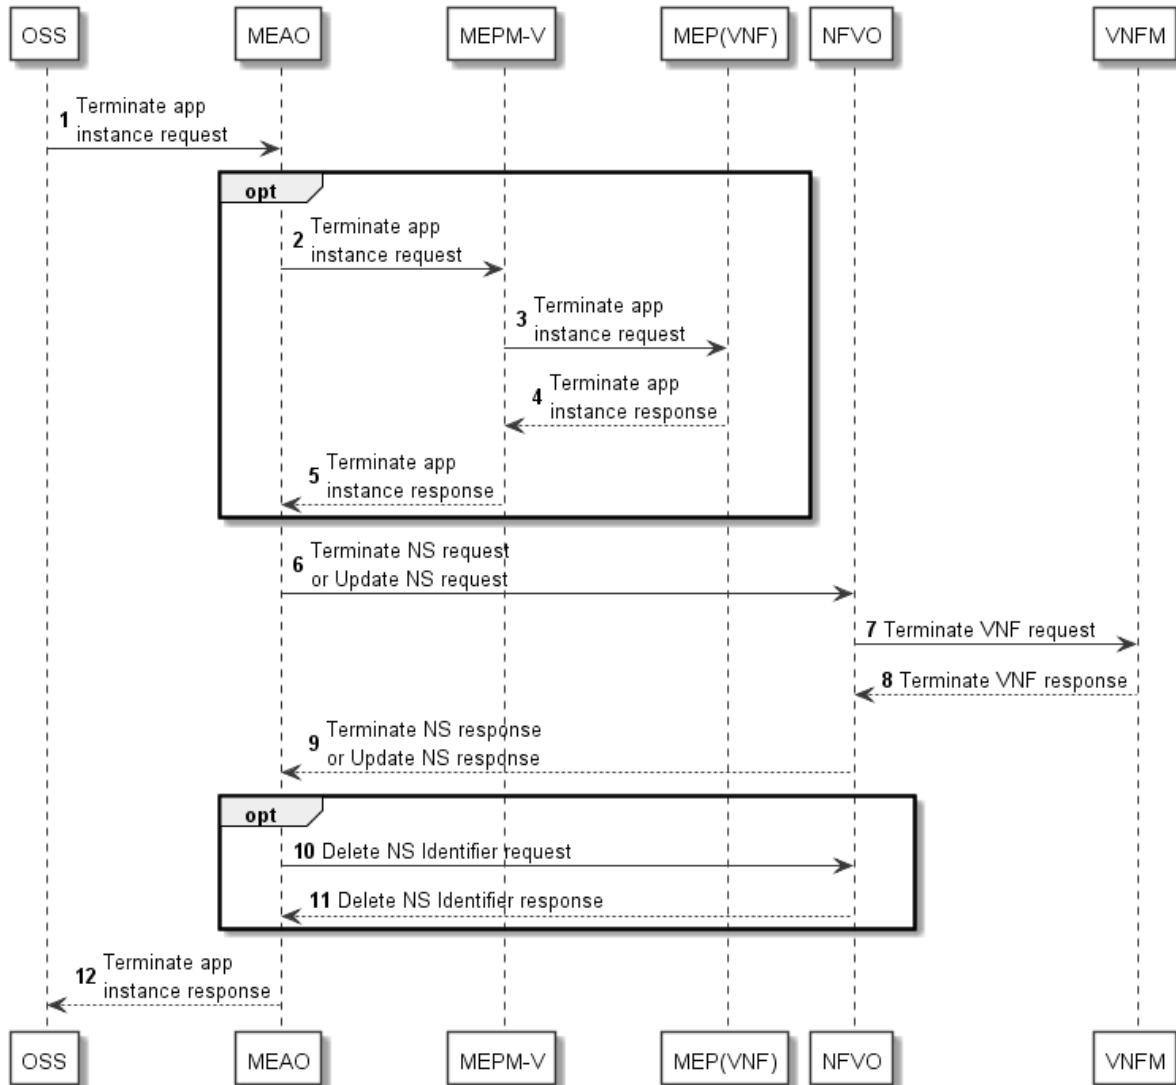 OSS
MEAO
MEPM-V
MEP(VNF)
NFVO
VNFM
1 Terminate app
instance request
opt
2 Terminate app
instance request
3 Terminate app
instance request
4 Terminate app
instance response
5 Terminate app
instance response
6 Terminate NS request
or Update NS request
7 Terminate VNF request
8 Terminate VNF response
9 Terminate NS response
or Update NS response
opt
10 Delete NS Identifier request
11 Delete NS Identifier response
12 Terminate app
instance response
OSS
MEAO
MEPM-V
MEP(VNF)
NFVO
VNFM